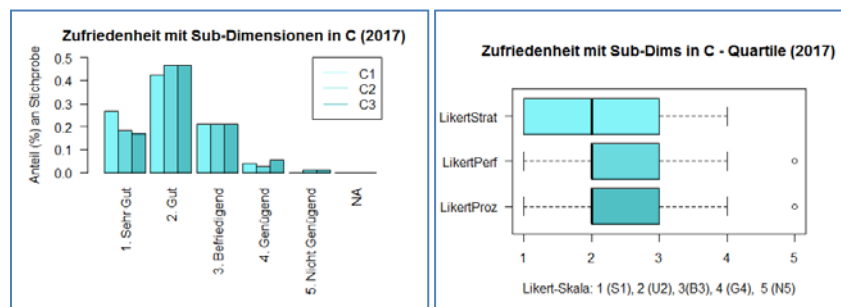 Zufriedenheit mit Sub-Dimensionen in C (2017)
Anteil (%) an Stichprobe
0.5
0.4
0.3
0.2
0.1
0.0
C1
C2
C3
1. Sehr Gut
2. Gut
3. Befriedigend
4. Genügend
5. Nicht Genügend
NA
Zufriedenheit mit Sub-Dims in C - Quartile (2017)
LikertStrat
LikertPerf
LikertProz
1 2 3 4 5
Likert-Skala: 1 (S1), 2 (U2), 3(B3), 4 (G4), 5 (N5)